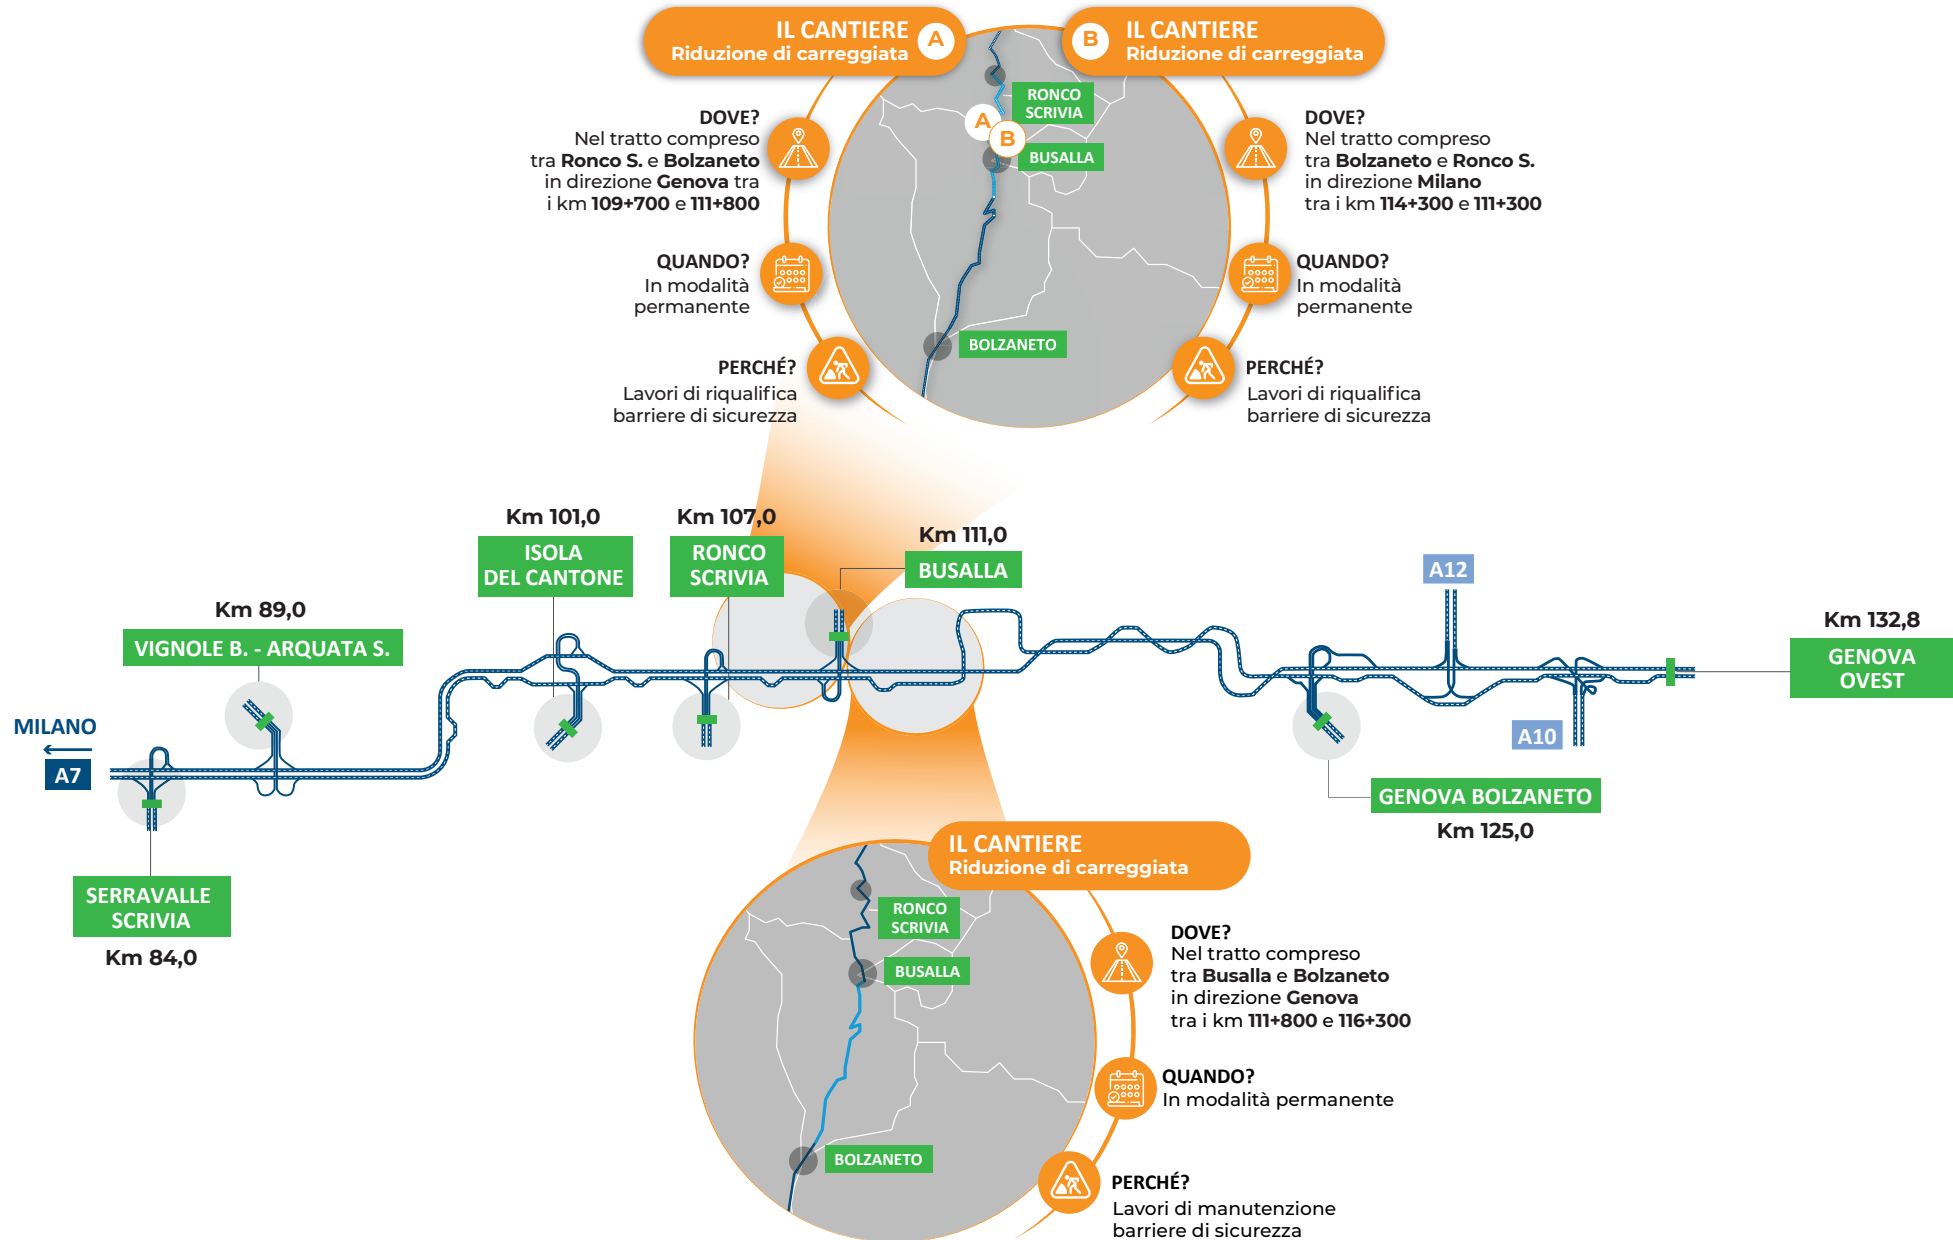 IL CANTIERE
Riduzione di carreggiata
A
B
IL CANTIERE
Riduzione di carreggiata
DOVE?
Nel tratto compreso
tra Ronco S. e Bolzaneto
in direzione Genova tra
i km 109+700 e 111+800
QUANDO?
In modalità
permanente
PERCHÉ?
Lavori di riqualifica
barriere di sicurezza
RONCO
SCRIVIA
A
B
BUSALLA
BOLZANETO
DOVE?
Nel tratto compreso
tra Bolzaneto e Ronco S.
in direzione Milano
tra i km 114+300 e 111+300
QUANDO?
In modalità
permanente
PERCHÉ?
Lavori di riqualifica
barriere di sicurezza
Km 101,0
ISOLA
DEL CANTONE
Km 107,0
RONCO
SCRIVIA
Km 111,0
BUSALLA
A12
Km 89,0
VIGNOLE B. - ARQUATA S.
Km 132,8
GENOVA
OVEST
MILANO
A7
A10
GENOVA BOLZANETO
Km 125,0
SERRAVALLE
SCRIVIA
Km 84,0
IL CANTIERE
Riduzione di carreggiata
RONCO
SCRIVIA
BUSALLA
BOLZANETO
DOVE?
Nel tratto compreso
tra Busalla e Bolzaneto
in direzione Genova
tra i km 111+800 e 116+300
QUANDO?
In modalità permanente
PERCHÉ?
Lavori di manutenzione
barriere di sicurezza